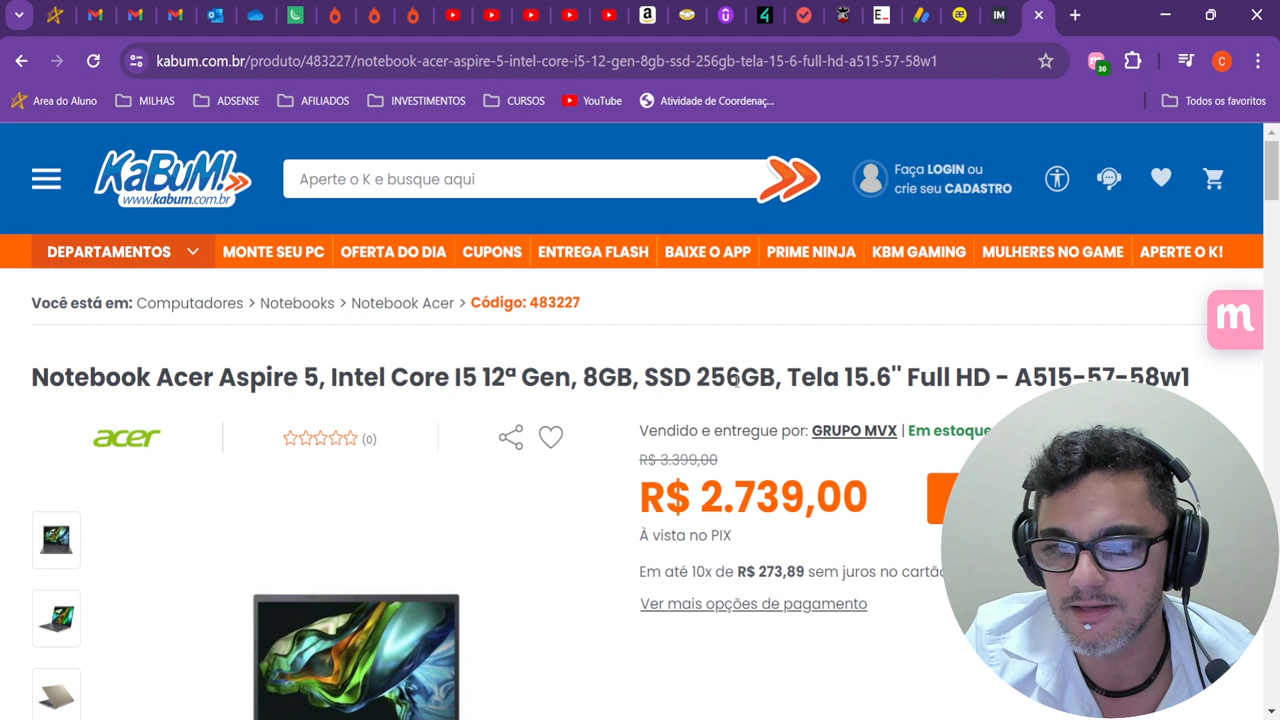 E.
IM
kabum.com.br/produto/483227/notebook-acer-aspire-5-intel-core-i5-12-gen-8gb-ssd-256gb-tela-15-6-full-hd-a515-57-58w1
30
C
Area do Aluno MILHAS ADSENSE AFILIADOS INVESTIMENTOS CURSOS YouTube Atividade de Coordenaç... Todos os favoritos
KaBuM!
www.kabum.com.br
Aperte o K e busque aqui
Faça LOGIN ou
crie seu CADASTRO
DEPARTAMENTOS MONTE SEU PC OFERTA DO DIA CUPONS ENTREGA FLASH BAIXE O APP PRIME NINJA KBM GAMING MULHERES NO GAME APERTE O K!
Você está em: Computadores > Notebooks > Notebook Acer > Código: 483227
m
Notebook Acer Aspire 5, Intel Core I5 12ª Gen, 8GB, SSD 256GB, Tela 15.6" Full HD - A515-57-58w1
acer
(0)
Vendido e entregue por: GRUPO MVX | Em estoque
R$ 3.399,00
R$ 2.739,00
À vista no PIX
Em até 10x de R$ 273,89 sem juros no cartão
Ver mais opções de pagamento